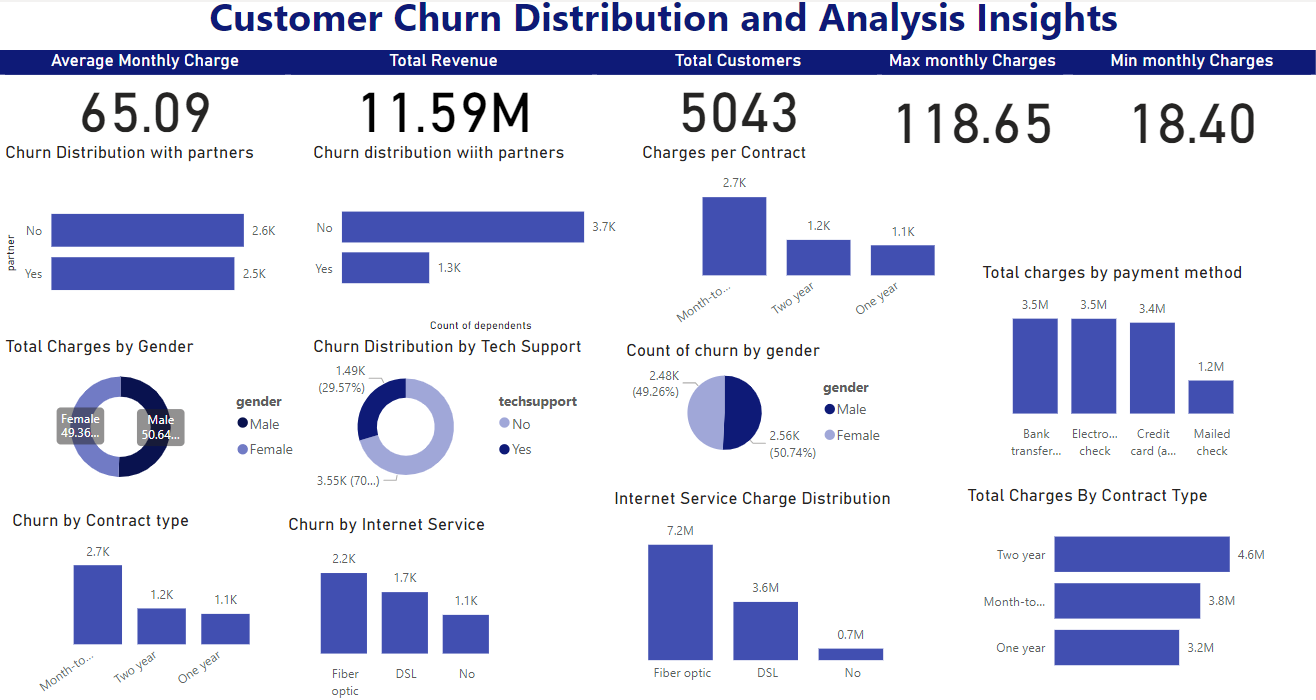 Customer Churn Distribution and Analysis Insights
Average Monthly Charge
65.09
Total Revenue
11.59M
Total Customers
5043
Max monthly Charges
118.65
Min monthly Charges
18.40
Churn Distribution with partners
partner
No
2.6K
Yes
2.5K
Churn distribution wiith partners
No
3.7K
Yes
1.3K
Count of dependents
Charges per Contract
2.7K
1.2K
1.1K
Month-to...
Two year
One year
Total charges by payment method
3.5M
3.5M
3.4M
1.2M
Bank
transfer...
Electro...
check
Credit
card (a...
Mailed
check
Total Charges by Gender
Female
49.36...
Male
50.64...
gender
Male
Female
Churn Distribution by Tech Support
1.49K
(29.57%)
3.55K (70...)
techsupport
No
Yes
Count of churn by gender
2.48K
(49.26%)
2.56K
(50.74%)
gender
Male
Female
Churn by Contract type
2.7K
1.2K
1.1K
Month-to...
Two year
One year
Churn by Internet Service
2.2K
1.7K
1.1K
Fiber
optic
DSL
No
Internet Service Charge Distribution
7.2M
3.6M
0.7M
Fiber optic
DSL
No
Total Charges By Contract Type
Two year
4.6M
Month-to...
3.8M
One year
3.2M